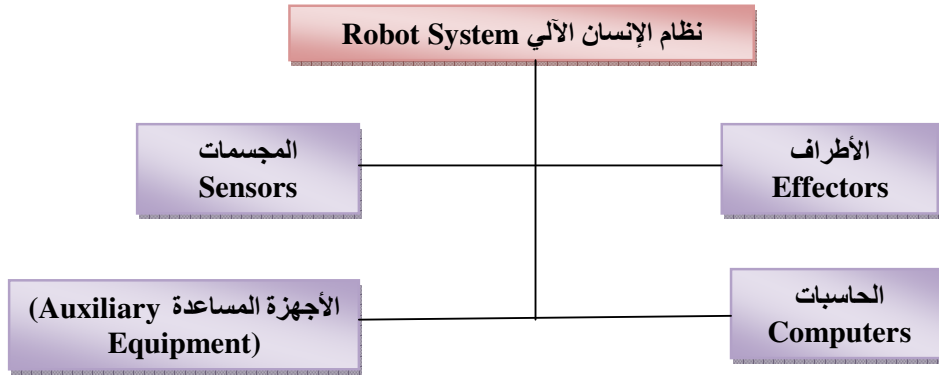 نظام الإنسان الآلي Robot System
المجسمات
Sensors
الأطراف
Effectors
الأجهزة المساعدة (Auxiliary
Equipment)
الحاسبات
Computers